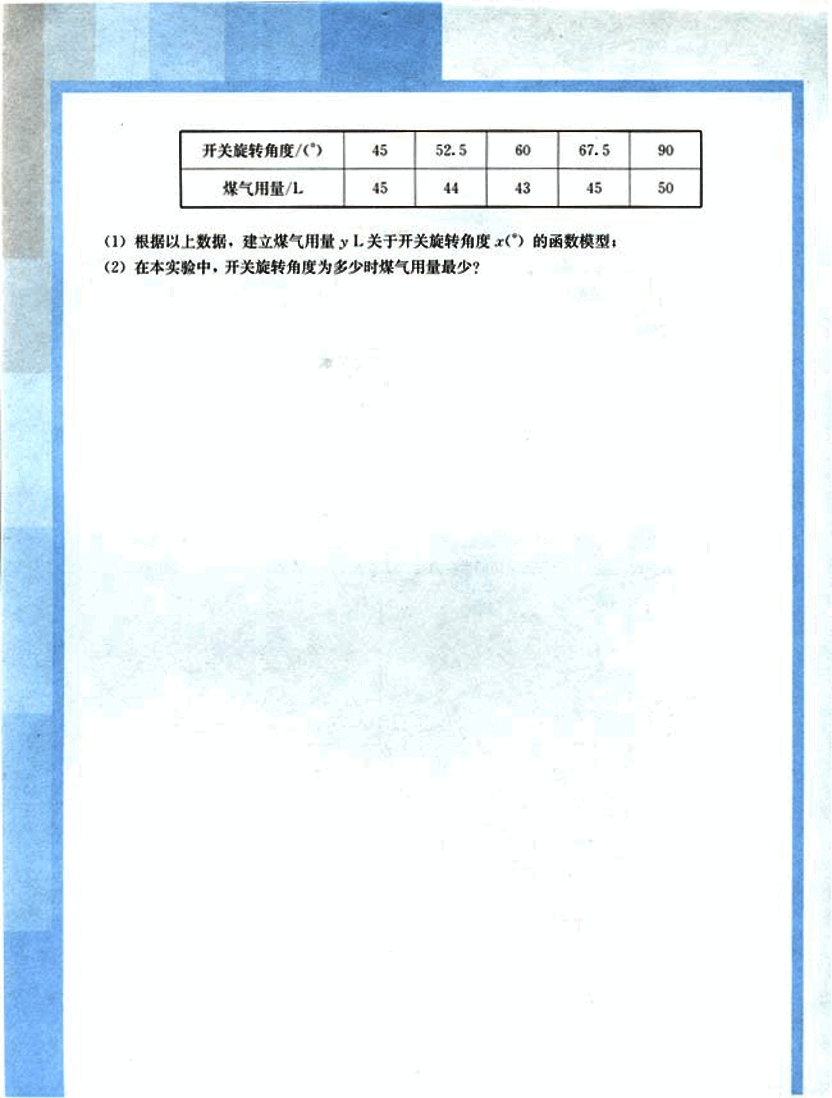 开关旋转角度/(°) 45 52.5 60 67.5 90
煤气用量/L 45 44 43 45 50
(1) 根据以上数据,建立煤气用量 y L关于开关旋转角度 x(°) 的函数模型;
(2) 在本实验中,开关旋转角度为多少时煤气用量最少?